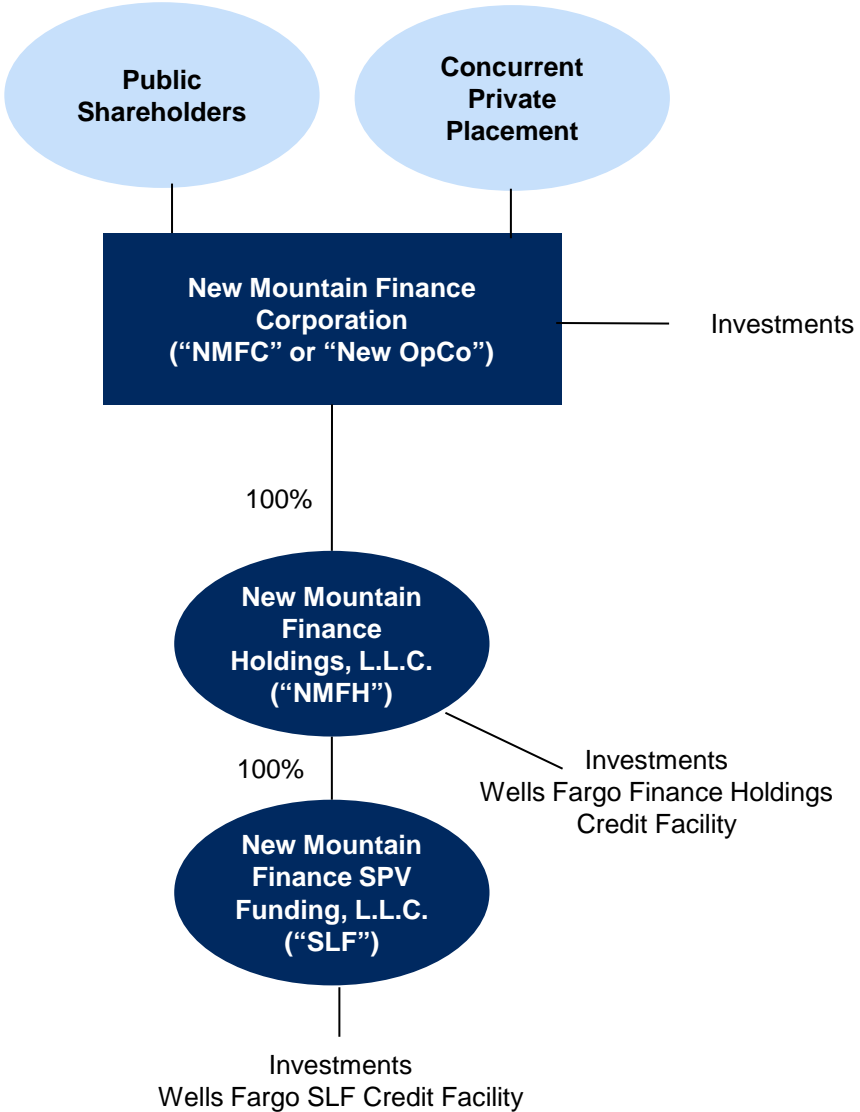 Public
Shareholders
Concurrent
Private
Placement
New Mountain Finance
Corporation
(“NMFC” or “New OpCo”)
Investments
100%
New Mountain
Finance
Holdings, L.L.C.
(“NMFH”)
Investments
Wells Fargo Finance Holdings
Credit Facility
100%
New Mountain
Finance SPV
Funding, L.L.C.
(“SLF”)
Investments
Wells Fargo SLF Credit Facility